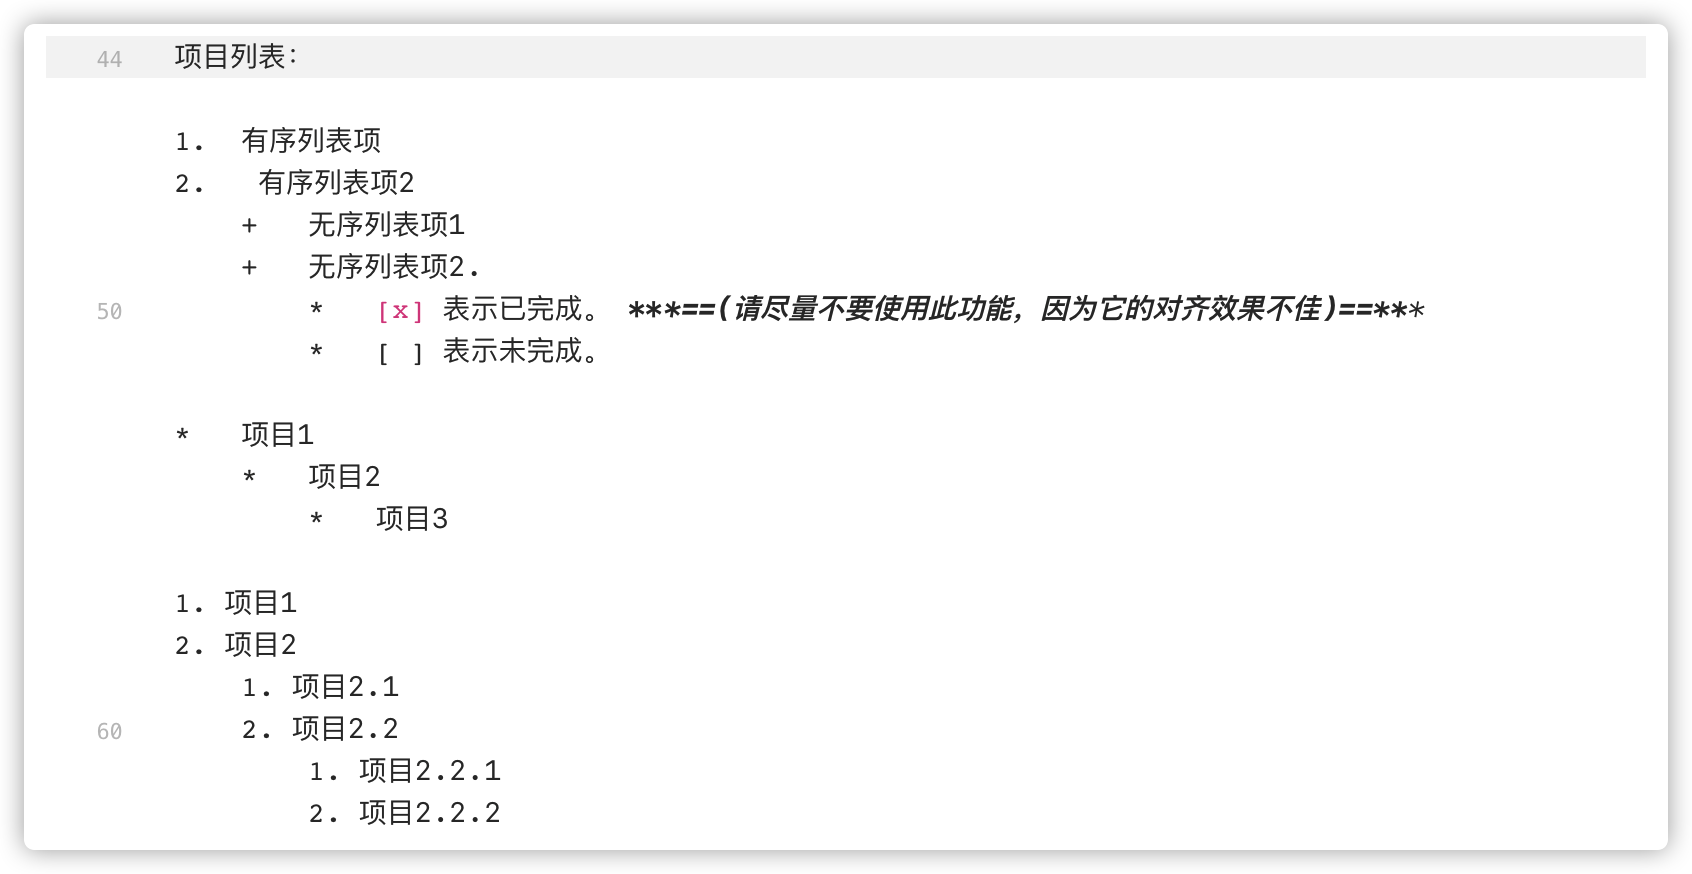 44 项目列表:
1. 有序列表项
2. 有序列表项2
+ 无序列表项1
+ 无序列表项2.
50 * [x] 表示已完成。 ***==(请尽量不要使用此功能，因为它的对齐效果不佳)==***
* [ ] 表示未完成。
* 项目1
* 项目2
* 项目3
1. 项目1
2. 项目2
1. 项目2.1
60 2. 项目2.2
1. 项目2.2.1
2. 项目2.2.2